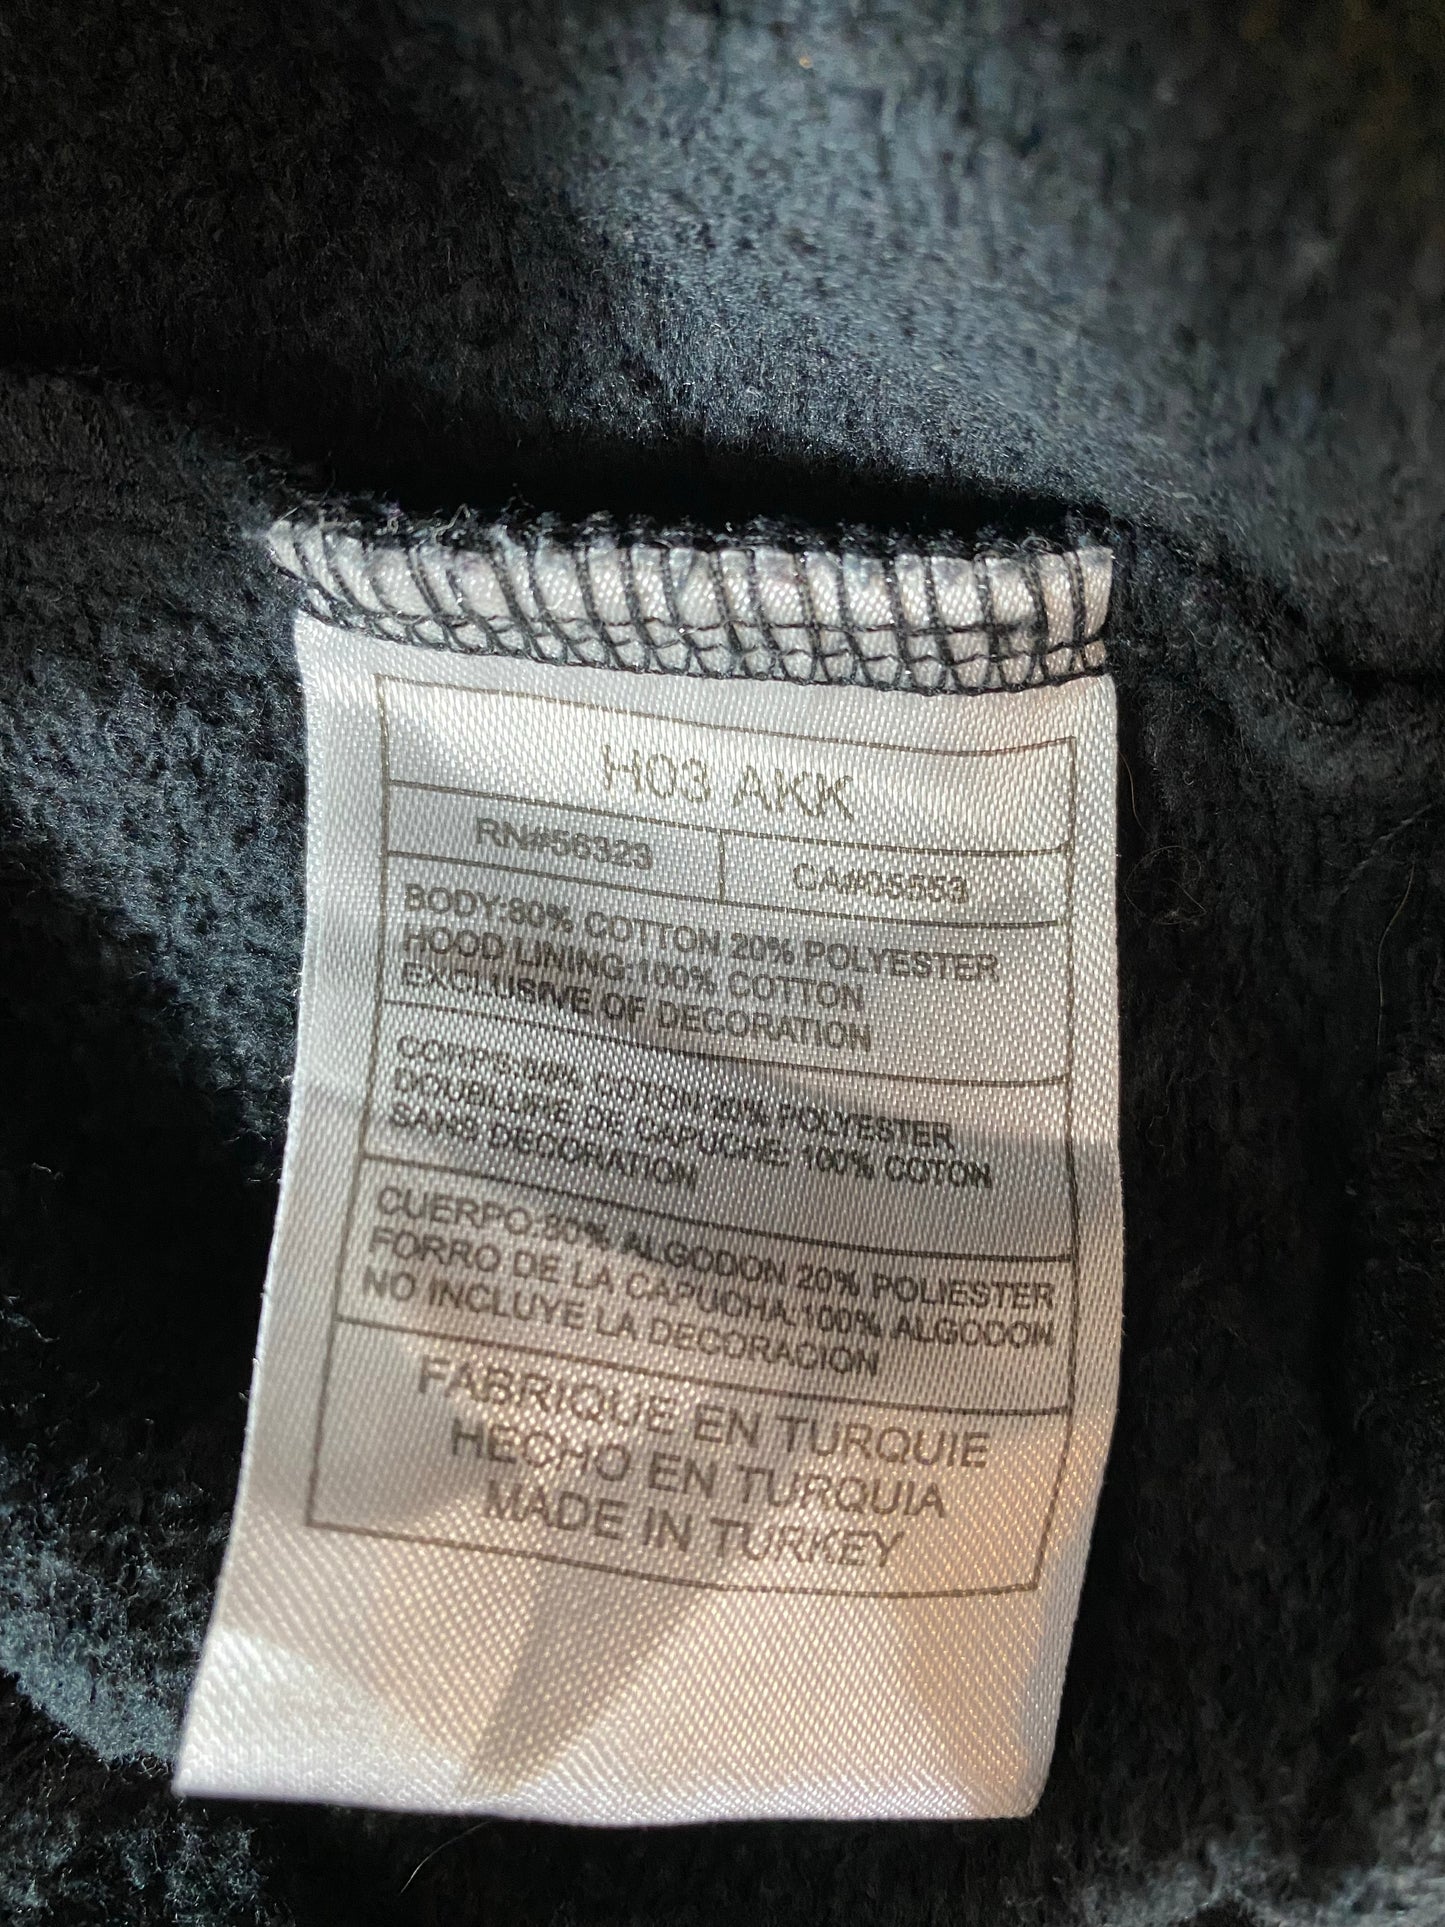 H03 AKK
RN#56323
CA#05553
BODY:80% COTTON 20% POLYESTER
HOOD LINING:100% COTTON
EXCLUSIVE OF DECORATION
COTON 20% POLYESTER
DOUBLURE DE CAPUCHE: 100% COTON
SANS DECORATION
CUERPO:80% ALGODON 20% POLIESTER
FORRO DE LA CAPUCHA:100% ALGODON
NO INCLUYE LA DECORACION
FABRIQUE EN TURQUIE
HECHO EN TURQUIA
MADE IN TURKEY